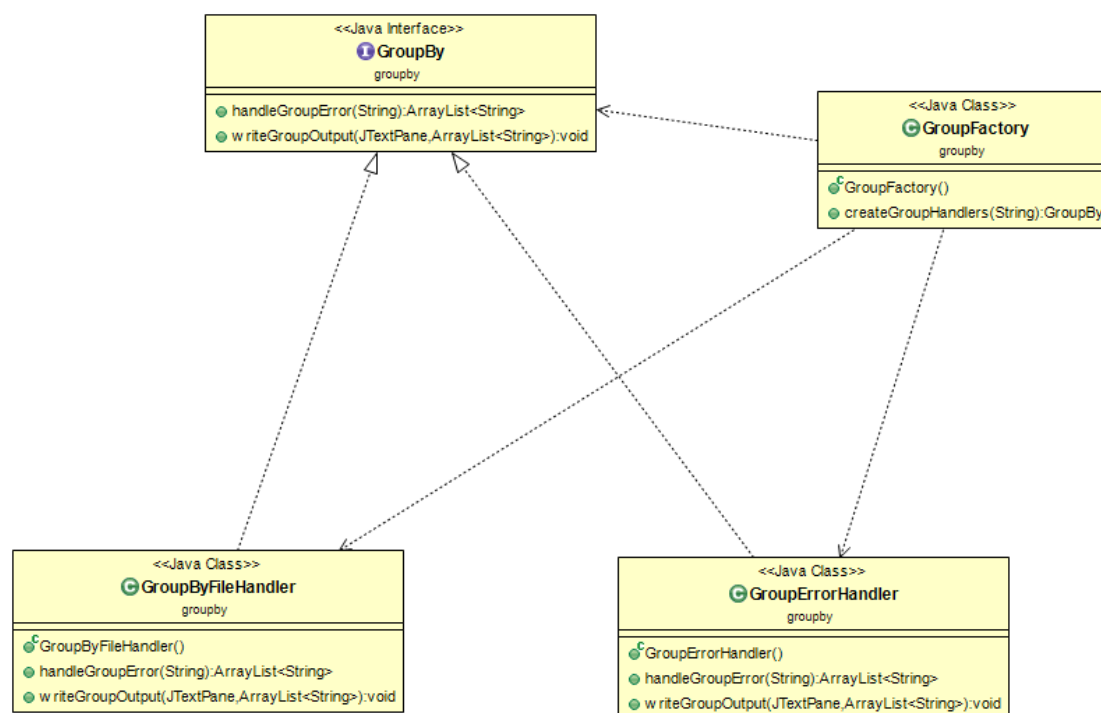 <<Java Interface>>
GroupBy
groupby
handleGroupError(String):ArrayList<String>
writeGroupOutput(JTextPane,ArrayList<String>):void
<<Java Class>>
GroupFactory
groupby
GroupFactory()
createGroupHandlers(String):GroupBy
<<Java Class>>
GroupByFileHandler
groupby
GroupByFileHandler()
handleGroupError(String):ArrayList<String>
writeGroupOutput(JTextPane,ArrayList<String>):void
<<Java Class>>
GroupErrorHandler
groupby
GroupErrorHandler()
handleGroupError(String):ArrayList<String>
writeGroupOutput(JTextPane,ArrayList<String>):void